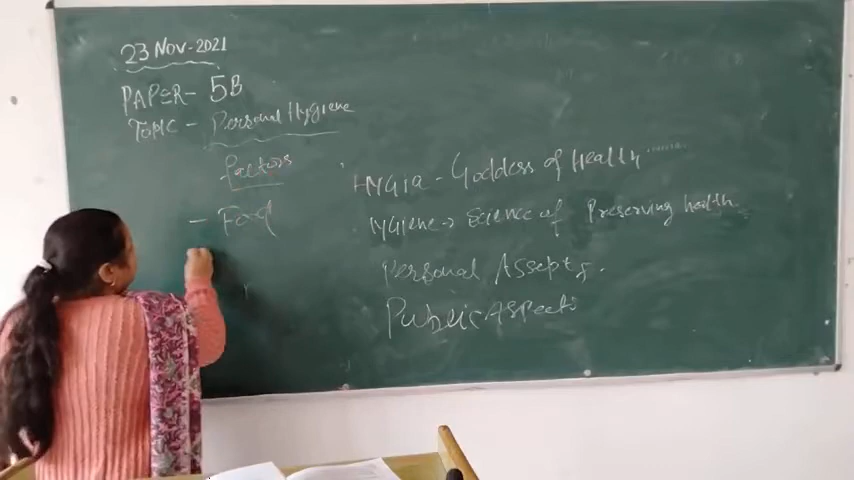 23 Nov-2021
PAPER- 5B
Topic - Personal Hygiene
factors
- Food
HYGIA - Goddess of Health
HYGIENE → Science of Preserving health
Personal Assepts.
Public Aspects